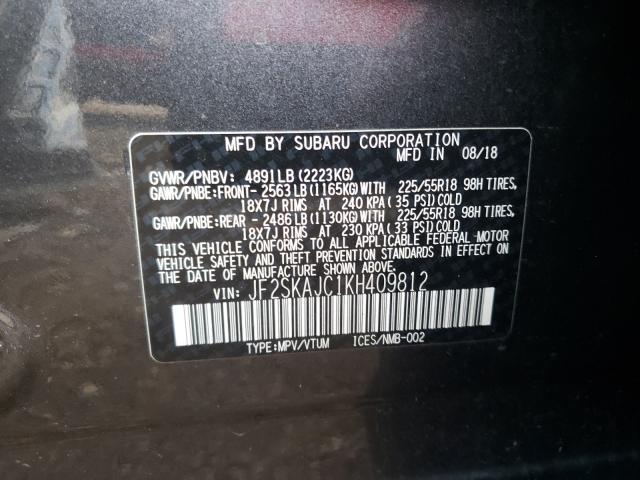 MFD BY SUBARU CORPORATION
MFD IN 08/18
GVWR/PNBV: 4891LB(2223KG)
GAWR/PNBE:FRONT- 2563LB(1165KG)WITH 225/55R18 98H TIRES,
18X7J RIMS AT 240 KPA( 35 PSI)COLD
GAWR/PNBE:REAR - 2486LB(1130KG)WITH 225/55R18 98H TIRES,
18X7J RIMS AT 230 KPA( 33 PSI)COLD
THIS VEHICLE CONFORMS TO ALL APPLICABLE FEDERAL MOTOR
VEHICLE SAFETY AND THEFT PREVENTION STANDARDS IN EFFECT ON
THE DATE OF MANUFACTURE SHOWN ABOVE.
VIN: JF2SKAJC1KH409812
TYPE:MPV/VTUM ICES/NMB-002